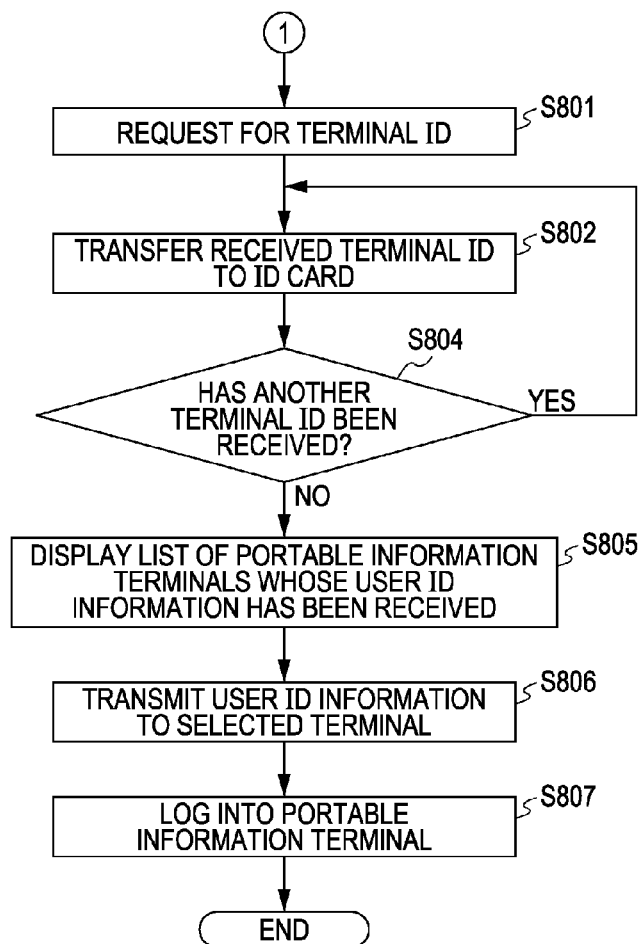 1
S801
REQUEST FOR TERMINAL ID
S802
TRANSFER RECEIVED TERMINAL ID
TO ID CARD
S804
HAS ANOTHER
TERMINAL ID BEEN
RECEIVED?
YES
NO
S805
DISPLAY LIST OF PORTABLE INFORMATION
TERMINALS WHOSE USER ID
INFORMATION HAS BEEN RECEIVED
S806
TRANSMIT USER ID INFORMATION
TO SELECTED TERMINAL
S807
LOG INTO PORTABLE
INFORMATION TERMINAL
END